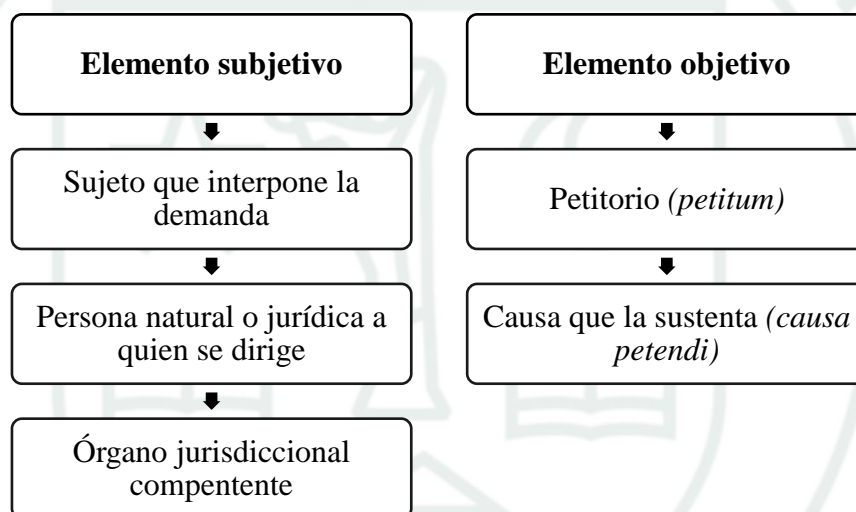 Elemento subjetivo
Sujeto que interpone la
demanda
Persona natural o jurídica a
quien se dirige
Órgano jurisdiccional
compentente
Elemento objetivo
Petitorio (petitum)
Causa que la sustenta (causa
petendi)